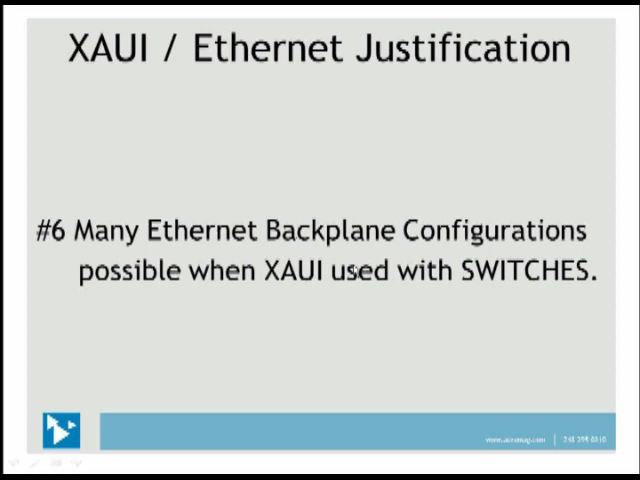 XAUI / Ethernet Justification
#6 Many Ethernet Backplane Configurations
possible when XAUI used with SWITCHES.